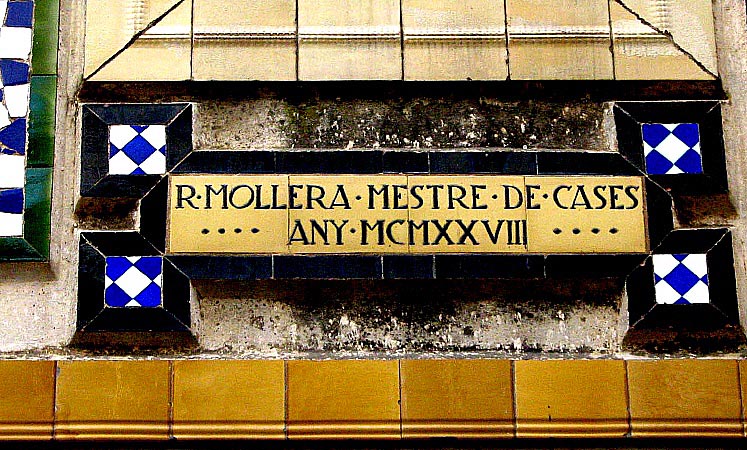 R·MOLLERA·MESTRE·DE·CASES
····ANY·MCMXXVIII····